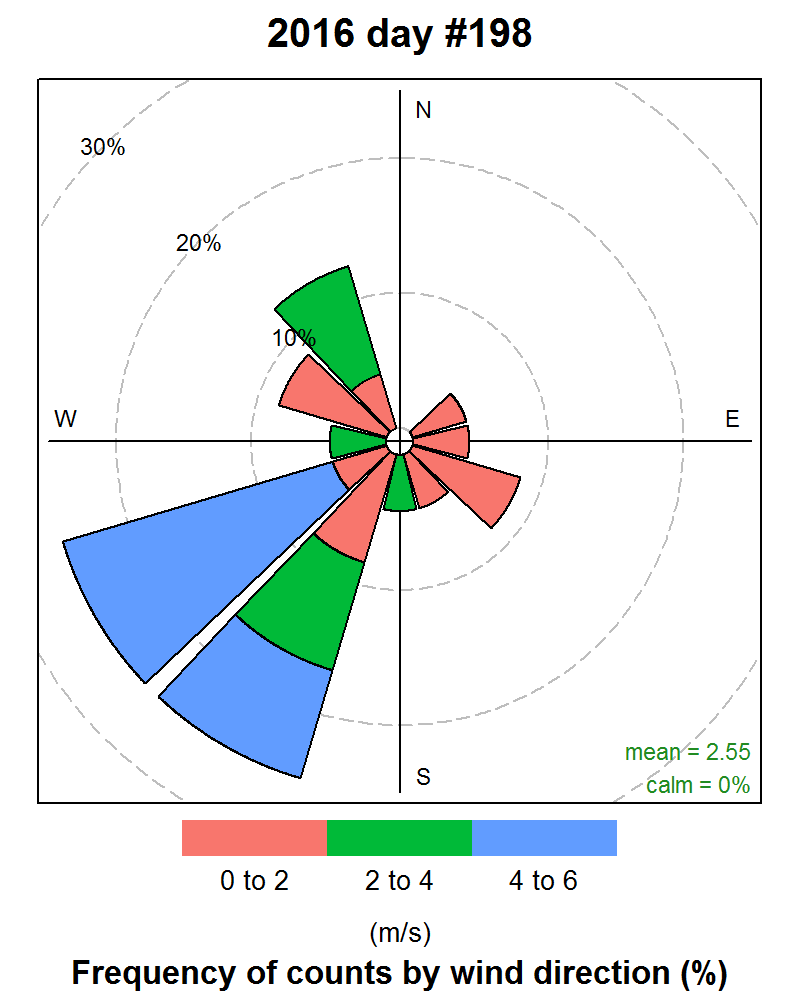 2016 day #198
N
30%
20%
10%
W
E
S
mean = 2.55
calm = 0%
0 to 2
2 to 4
4 to 6
(m/s)
Frequency of counts by wind direction (%)